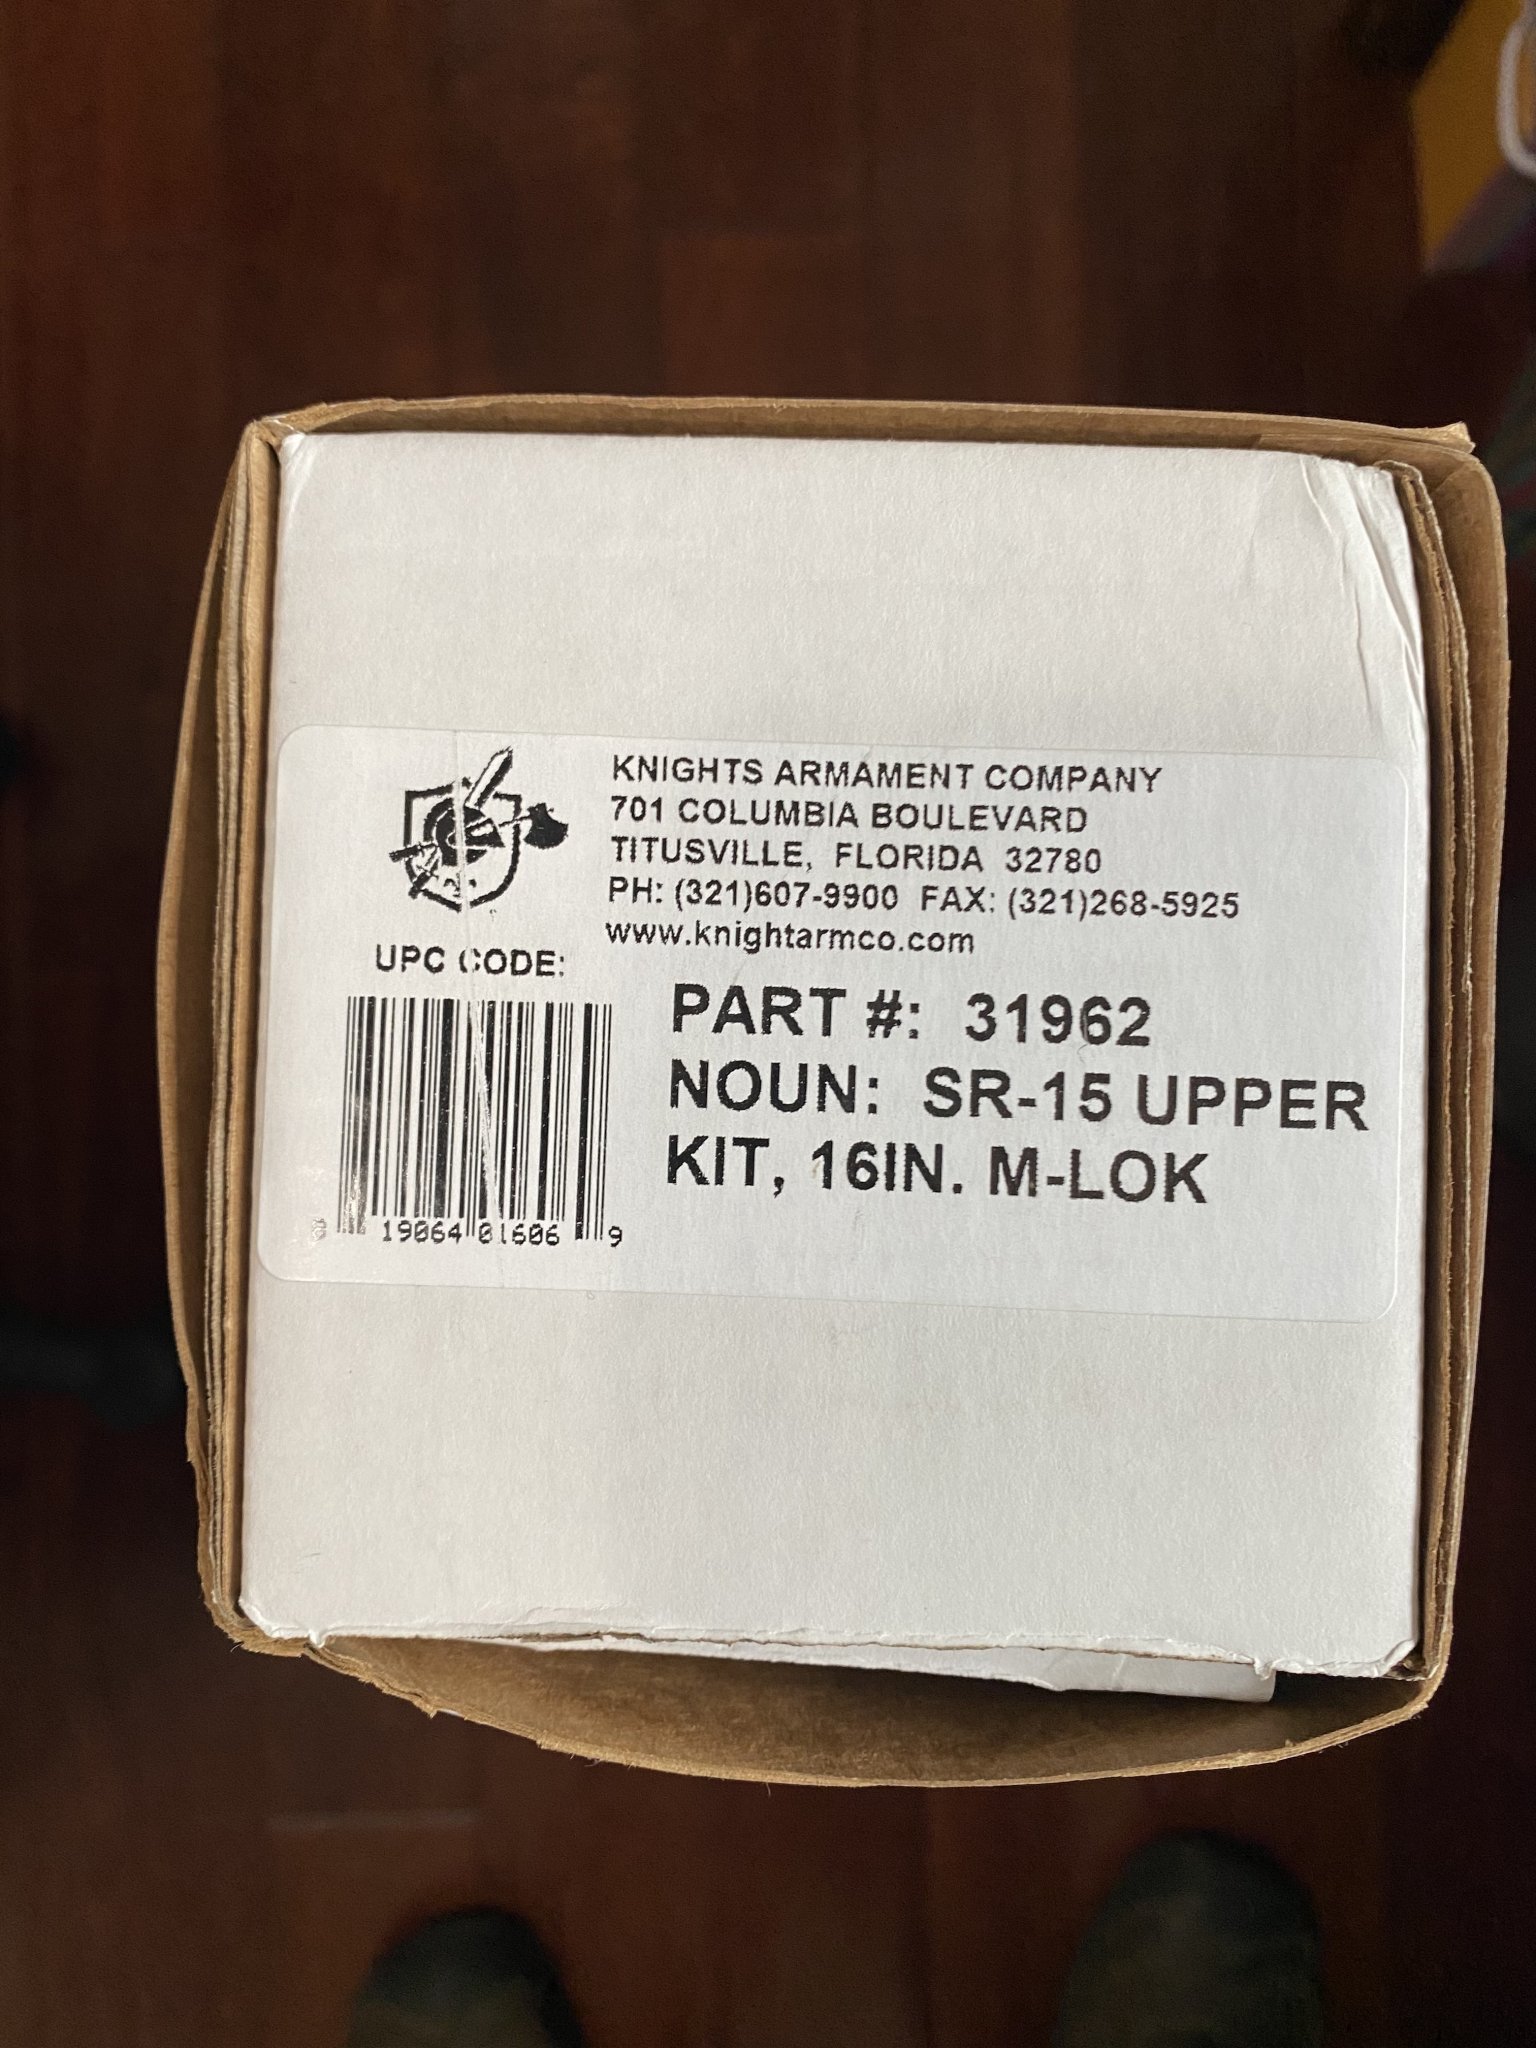 KNIGHTS ARMAMENT COMPANY
701 COLUMBIA BOULEVARD
TITUSVILLE, FLORIDA 32780
PH: (321)607-9900 FAX: (321)268-5925
www.knightarmco.com
UPC CODE:
8 19064 01606 9
PART #: 31962
NOUN: SR-15 UPPER
KIT, 16IN. M-LOK